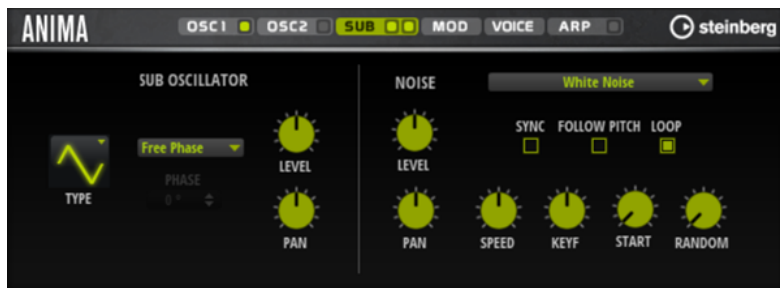 ANIMA OSC1 OSC2 SUB MOD VOICE ARP steinberg
SUB OSCILLATOR
Free Phase
PHASE
0 °
TYPE
LEVEL
PAN
NOISE White Noise
SYNC FOLLOW PITCH LOOP
LEVEL
PAN SPEED KEYF START RANDOM